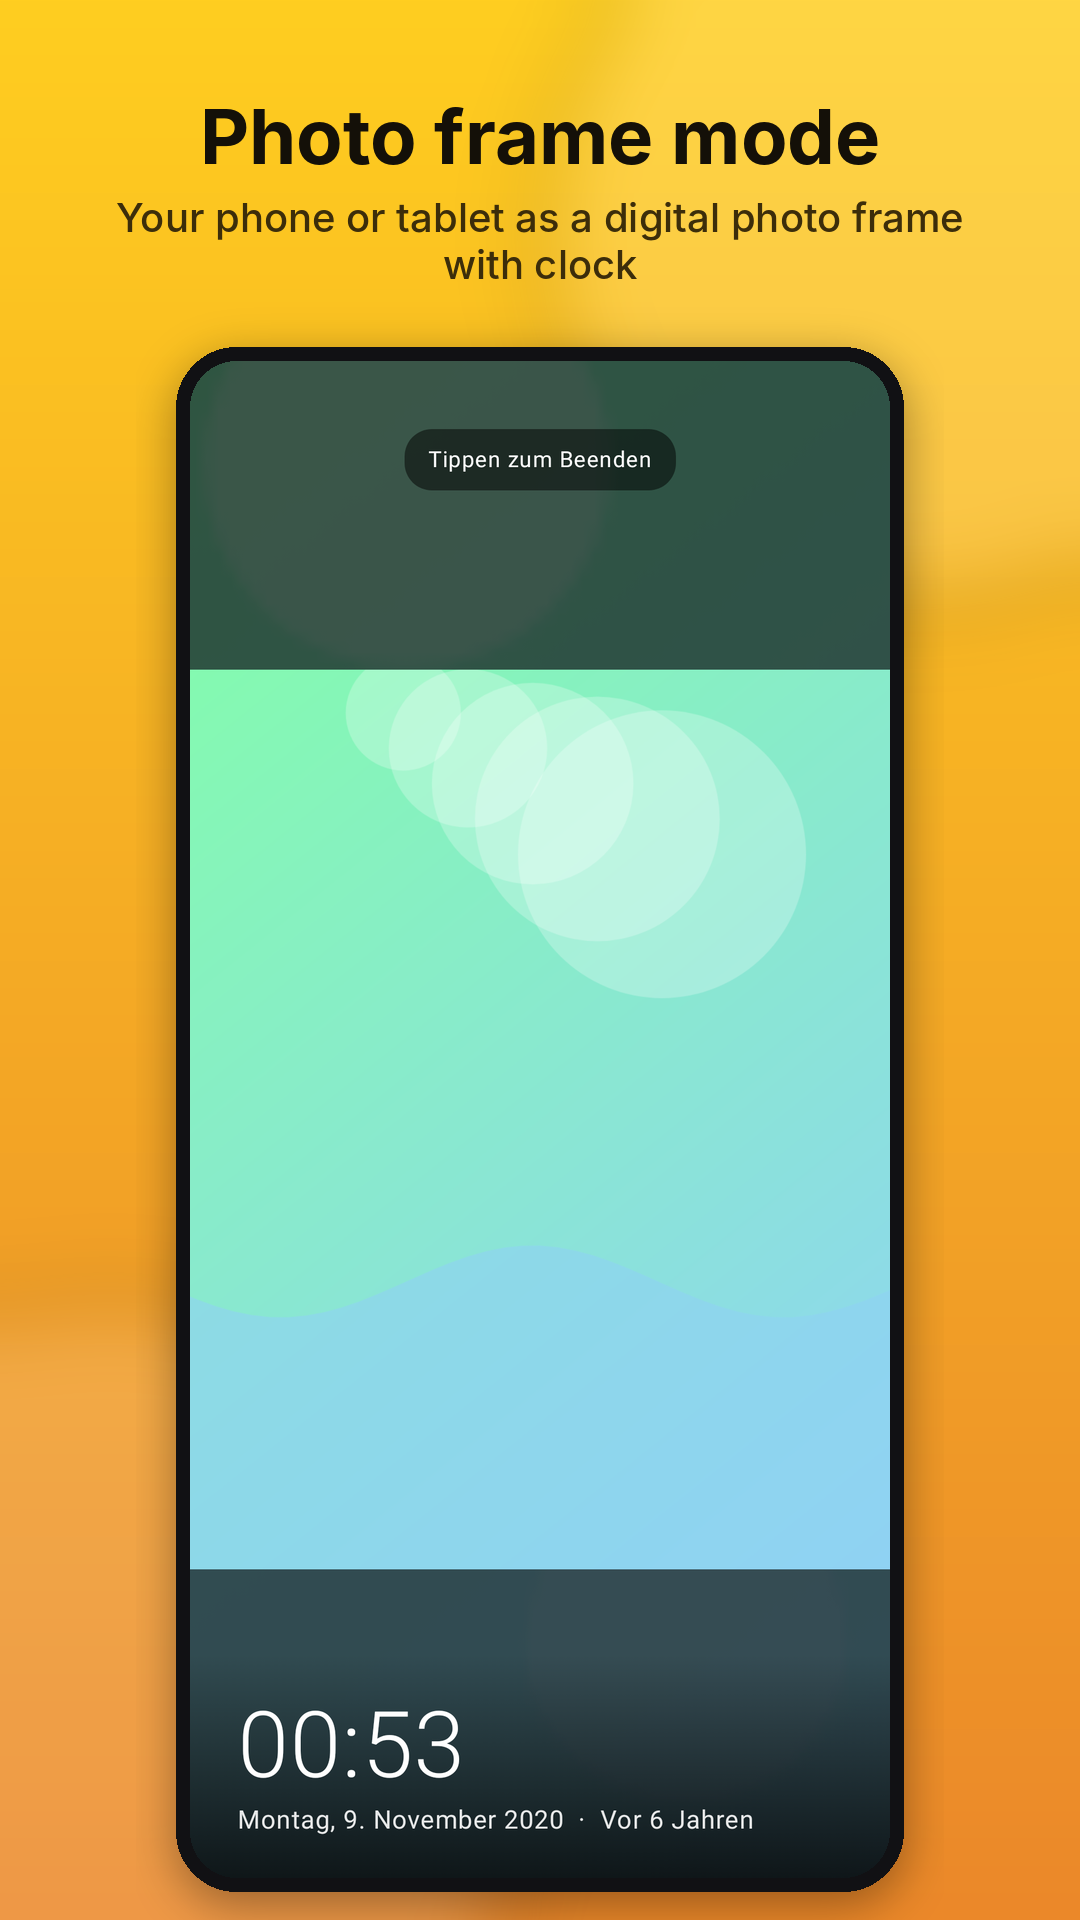 Photo frame mode
Your phone or tablet as a digital photo frame
with clock
Tippen zum Beenden
00:53
Montag, 9. November 2020 · Vor 6 Jahren